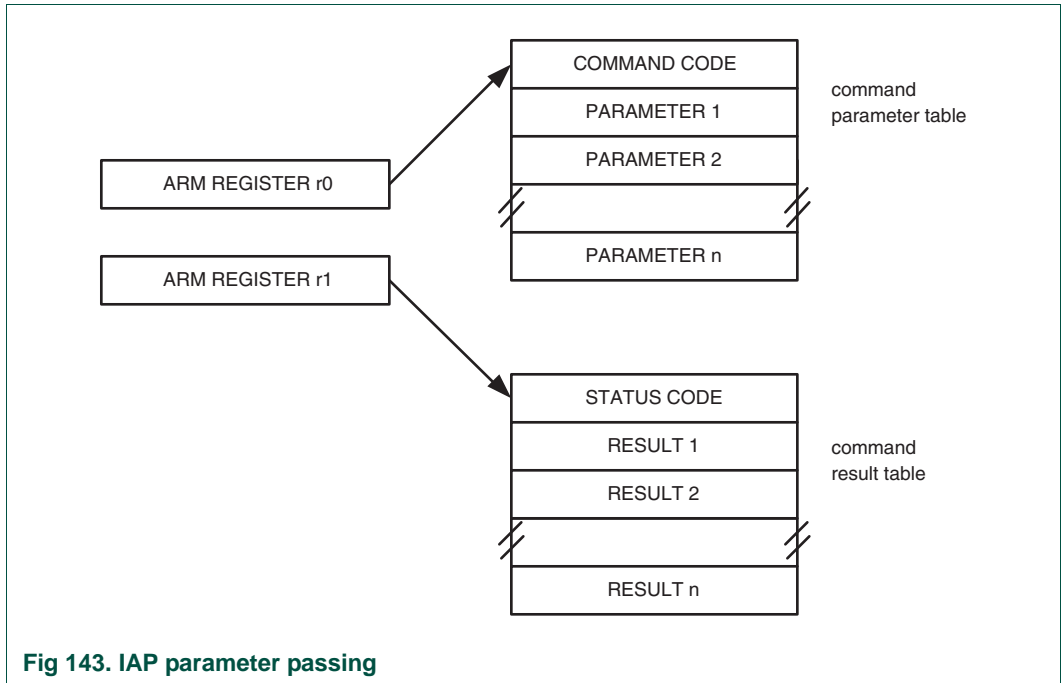 COMMAND CODE
PARAMETER 1
PARAMETER 2
PARAMETER n
command
parameter table
ARM REGISTER r0
ARM REGISTER r1
STATUS CODE
RESULT 1
RESULT 2
RESULT n
command
result table
Fig 143. IAP parameter passing